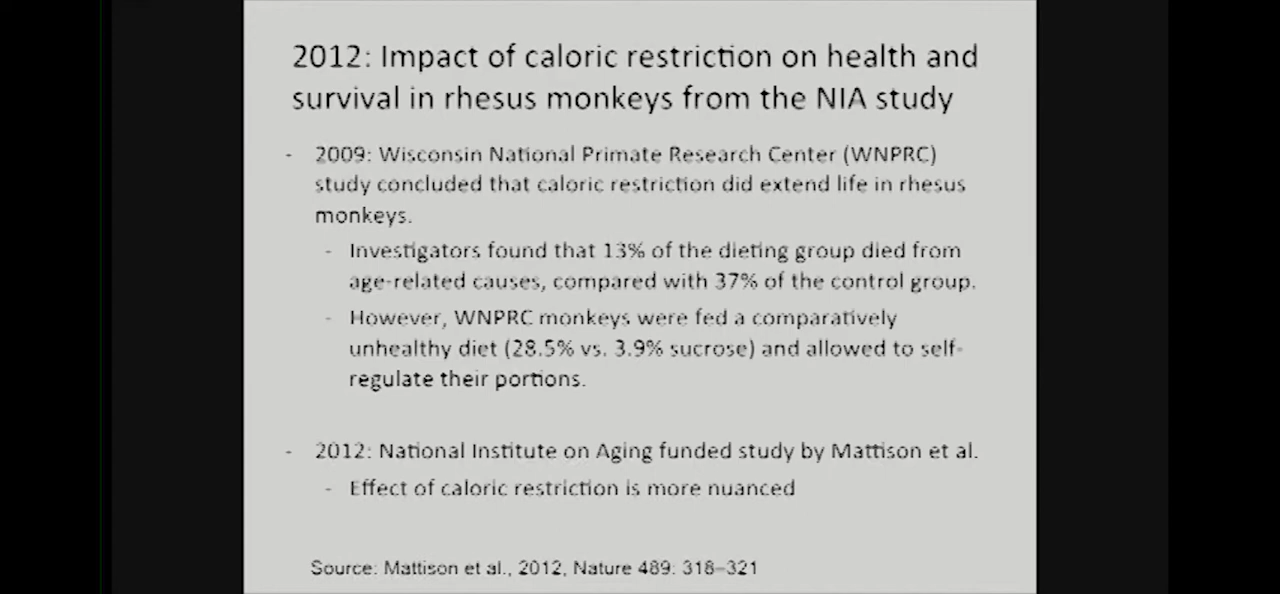 2012: Impact of caloric restriction on health and
survival in rhesus monkeys from the NIA study
- 2009: Wisconsin National Primate Research Center (WNPRC)
study concluded that caloric restriction did extend life in rhesus
monkeys.
- Investigators found that 13% of the dieting group died from
age-related causes, compared with 37% of the control group.
- However, WNPRC monkeys were fed a comparatively
unhealthy diet (28.5% vs. 3.9% sucrose) and allowed to self-
regulate their portions.
- 2012: National Institute on Aging funded study by Mattison et al.
- Effect of caloric restriction is more nuanced
Source: Mattison et al., 2012, Nature 489: 318–321